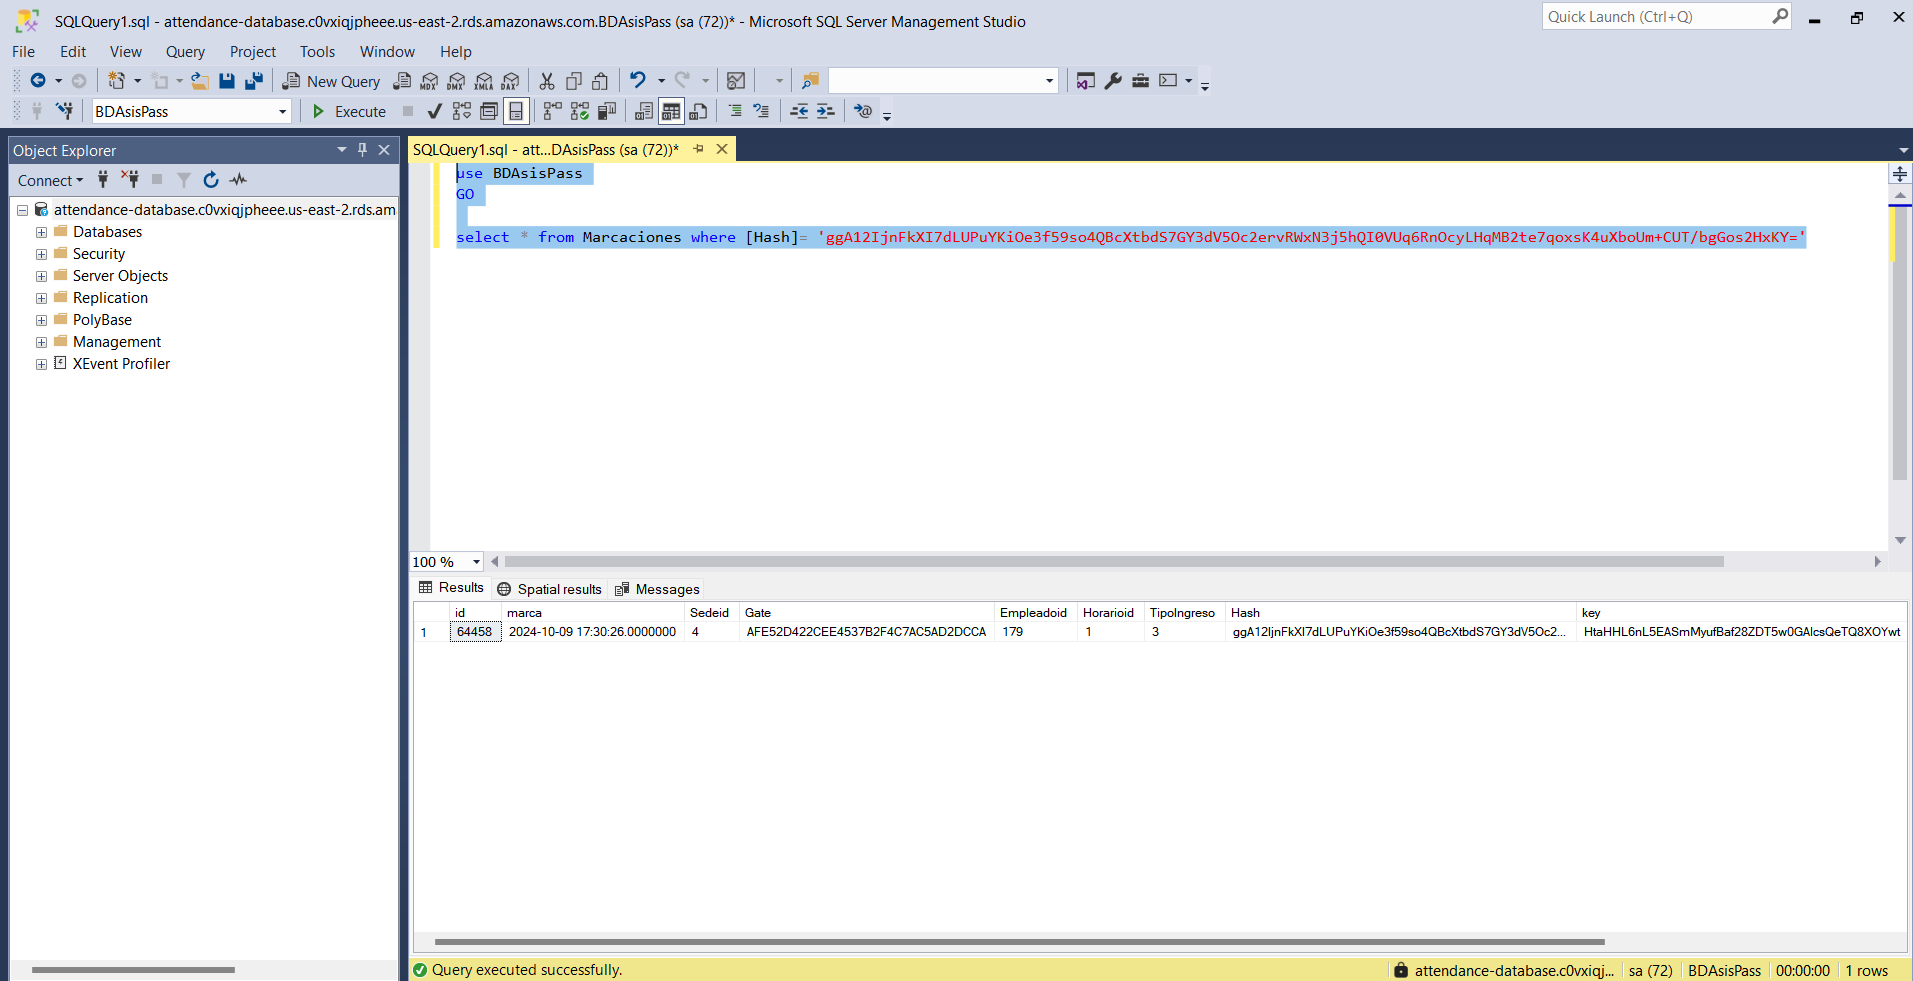 SQLQuery1.sql - attendance-database.c0vxiqjpheee.us-east-2.rds.amazonaws.com.BDAsisPass (sa (72))* - Microsoft SQL Server Management Studio
Quick Launch (Ctrl+Q)
File Edit View Query Project Tools Window Help
New Query
MDX DMX XMLA DAX
BDAsisPass
Execute
Object Explorer
SQLQuery1.sql - att...DAsisPass (sa (72))*
Connect
attendance-database.c0vxiqjpheee.us-east-2.rds.am
Databases
Security
Server Objects
Replication
PolyBase
Management
XEvent Profiler
use BDAsisPass
GO
select * from Marcaciones where [Hash]= 'ggA12IjnFkXI7dLUPuYKiOe3f59so4QBcXtbdS7GY3dV5Oc2ervRWxN3j5hQI0VUq6RnOcyLHqMB2te7qoxsK4uXboUm+CUT/bgGos2HxKY='
100 %
Results Spatial results Messages
id marca Sedeid Gate Empleadoid Horarioid TipoIngreso Hash key
1 64458 2024-10-09 17:30:26.0000000 4 AFE52D422CEE4537B2F4C7AC5AD2DCCA 179 1 3 ggA12IjnFkXI7dLUPuYKiOe3f59so4QBcXtbdS7GY3dV5Oc2... HtaHHL6nL5EASmMyufBaf28ZDT5w0GAlcsQeTQ8XOYwt
Query executed successfully.
attendance-database.c0vxiqj... sa (72) BDAsisPass 00:00:00 1 rows